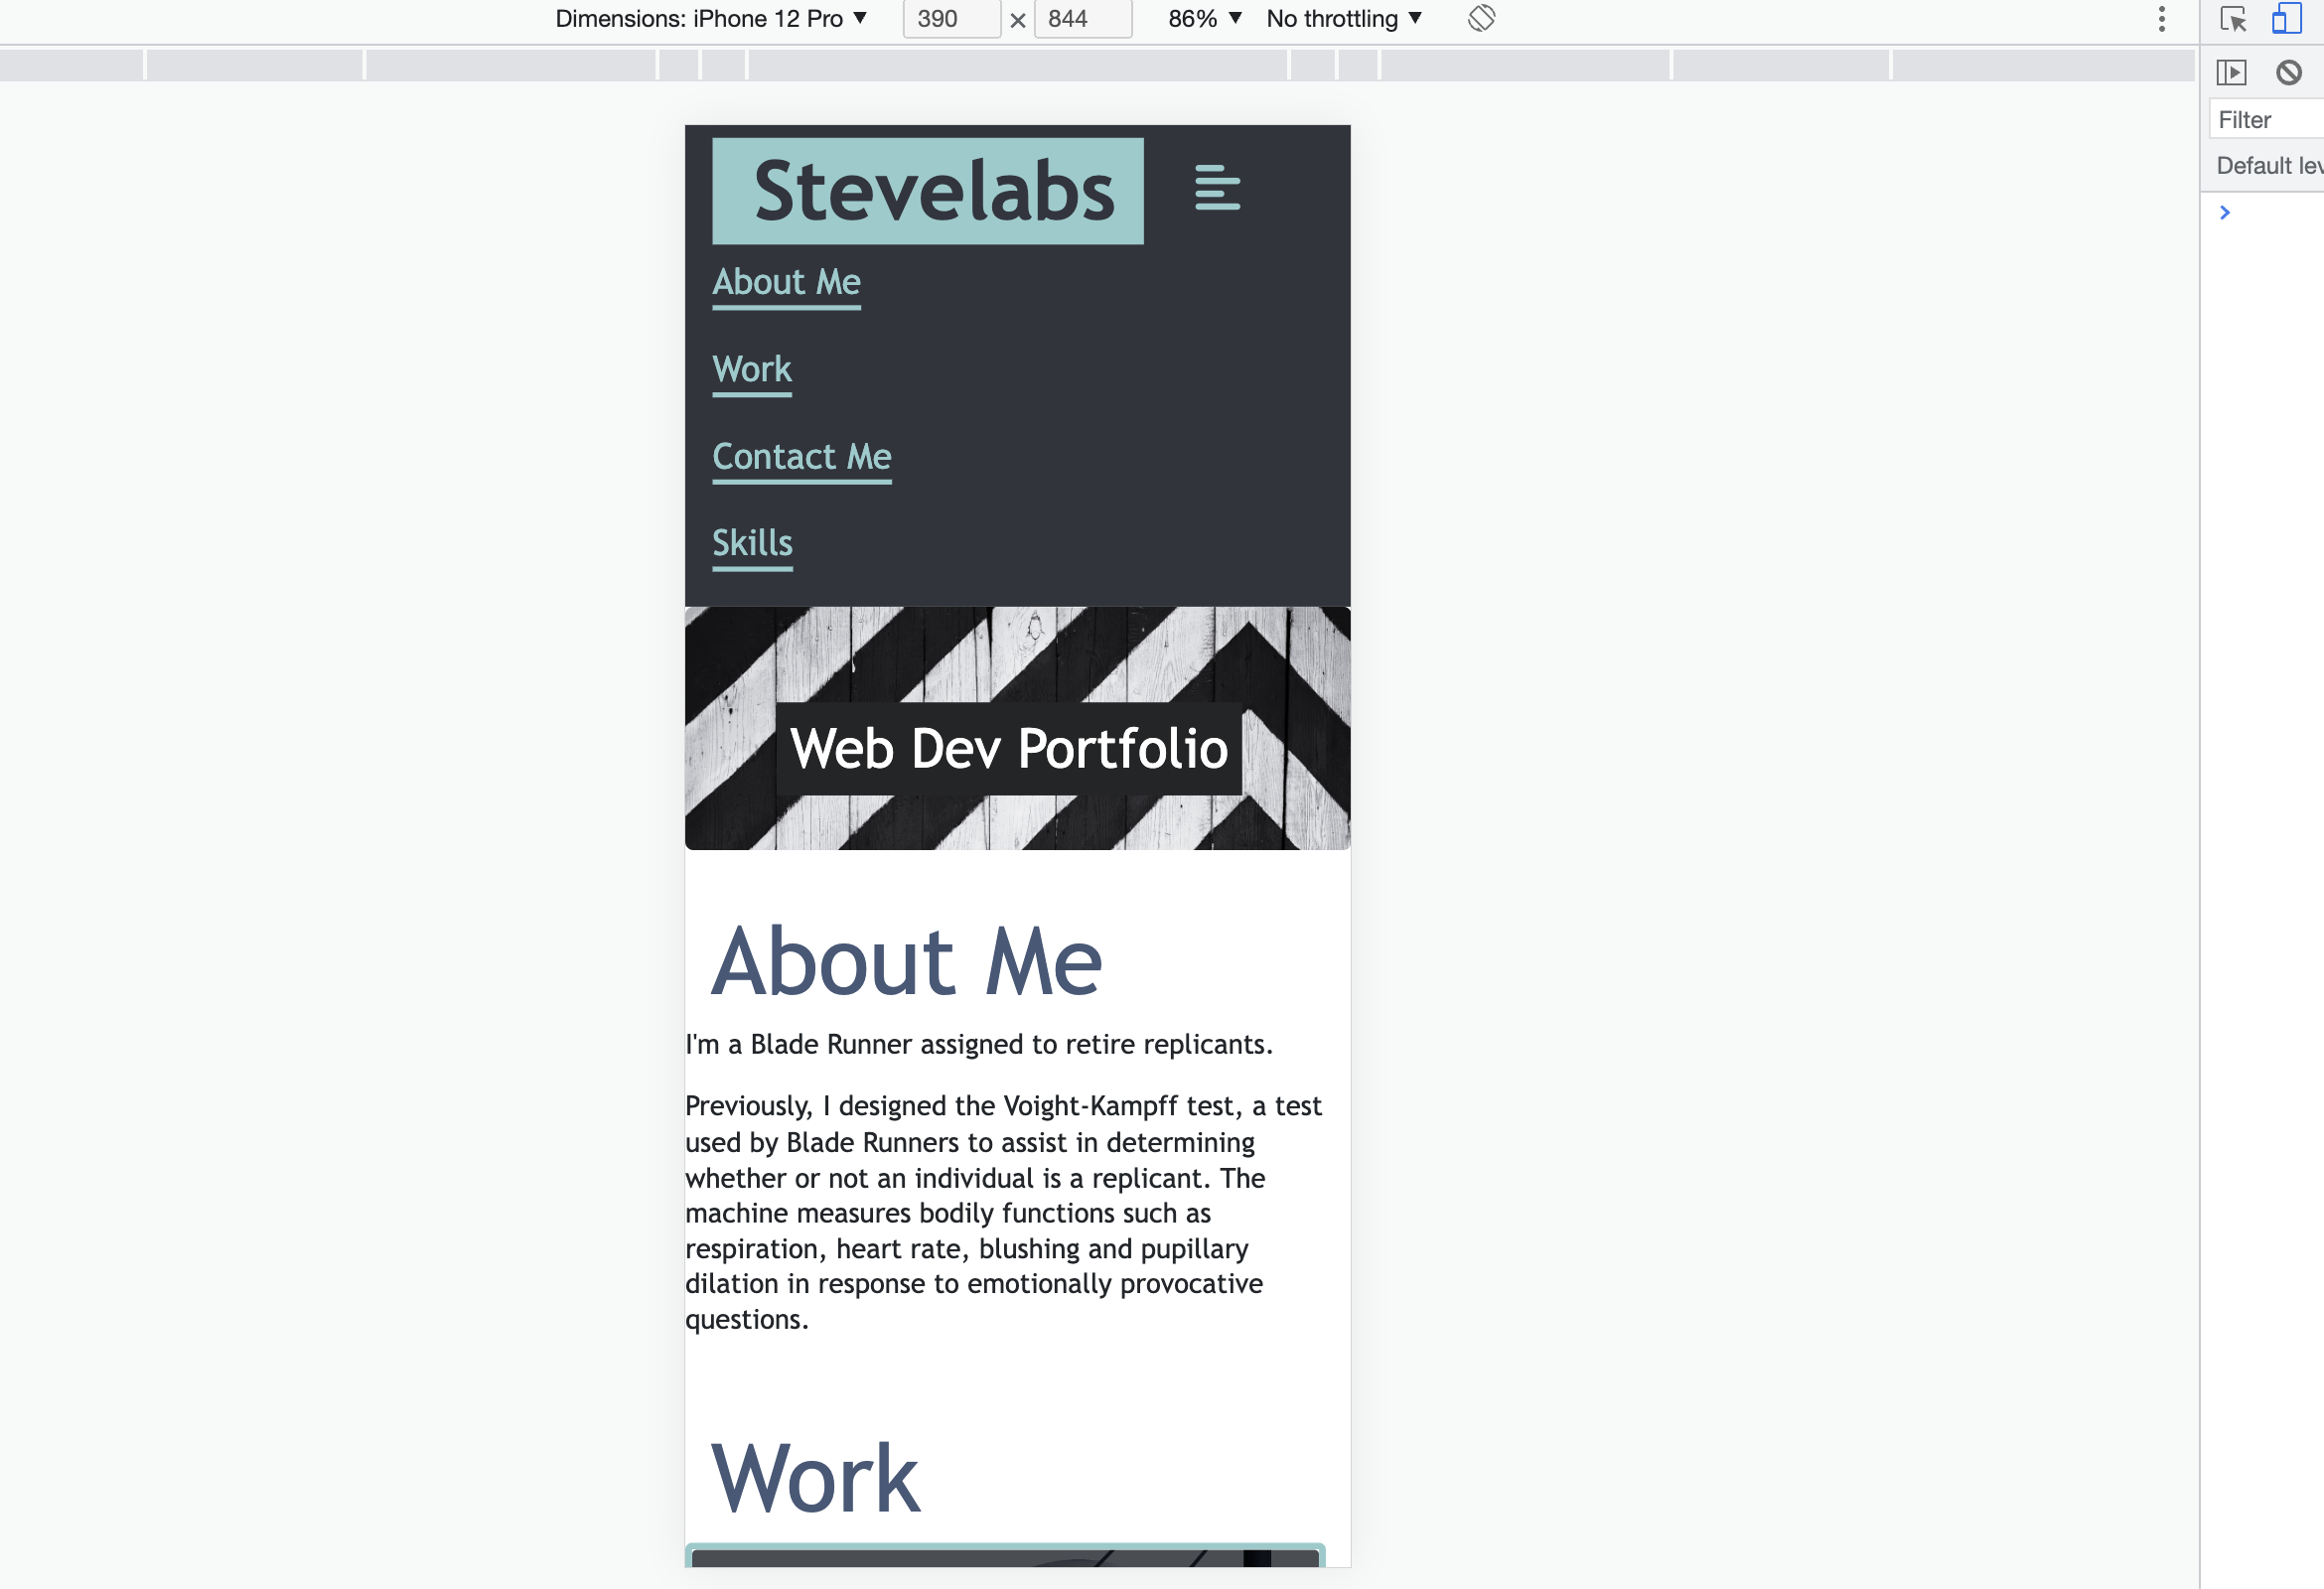 Dimensions: iPhone 12 Pro ▼ 390 × 844 86% ▼ No throttling ▼
Filter
Default lev
Stevelabs
About Me
Work
Contact Me
Skills
Web Dev Portfolio
About Me
I'm a Blade Runner assigned to retire replicants.
Previously, I designed the Voight-Kampff test, a test
used by Blade Runners to assist in determining
whether or not an individual is a replicant. The
machine measures bodily functions such as
respiration, heart rate, blushing and pupillary
dilation in response to emotionally provocative
questions.
Work